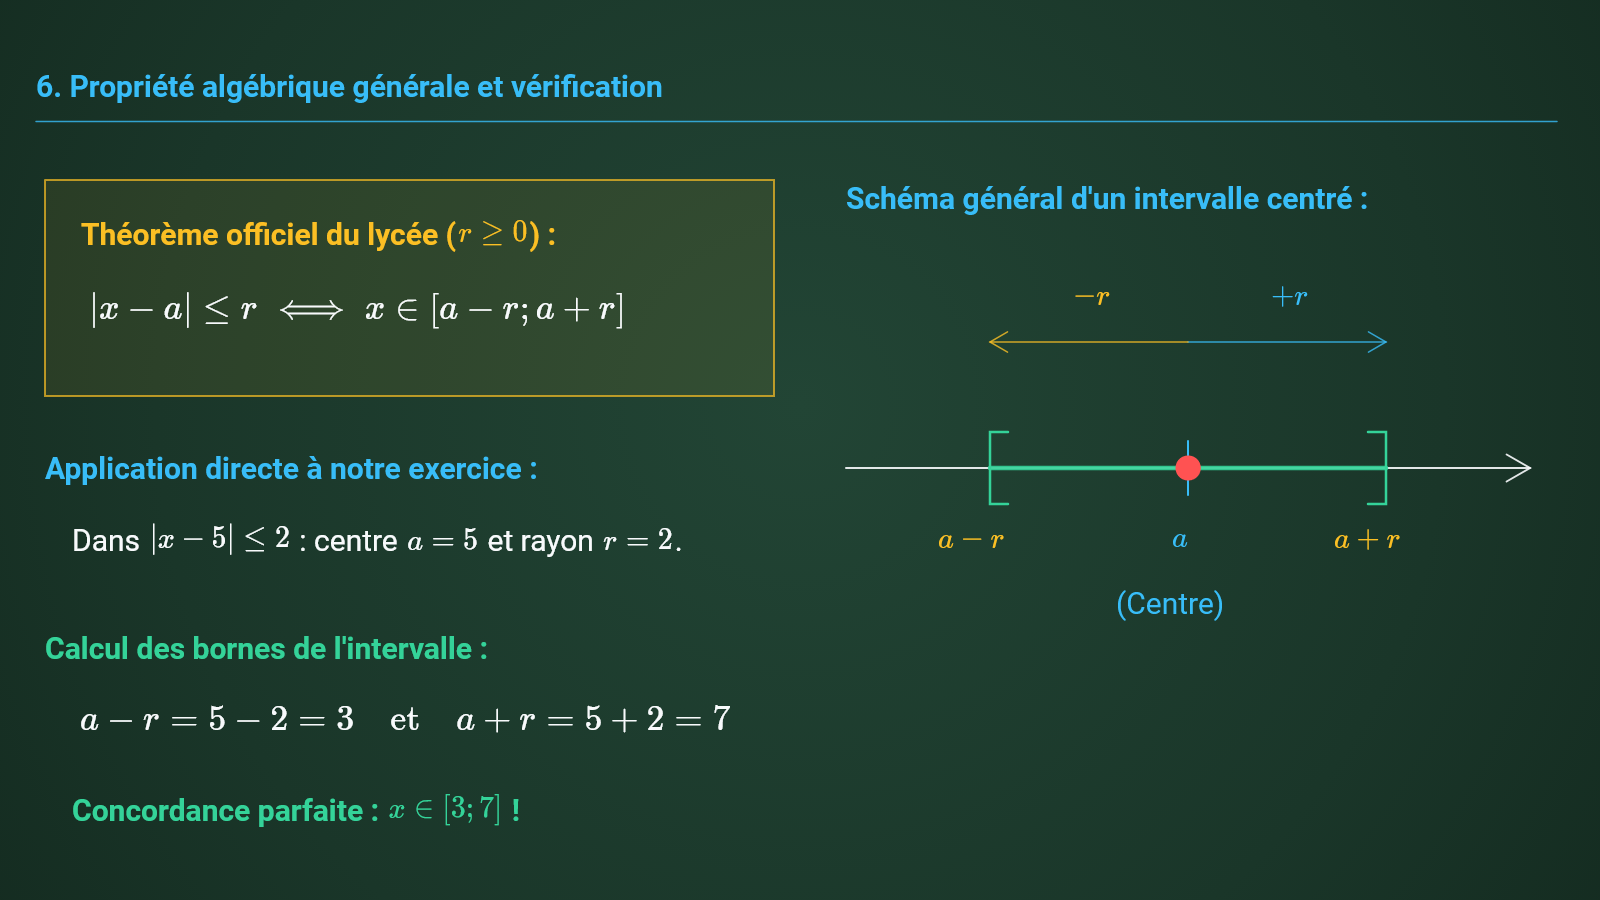 6. Propriété algébrique générale et vérification
Théorème officiel du lycée (r ≥ 0) :
|x − a| ≤ r ⟺ x ∈ [a − r; a + r]
Application directe à notre exercice :
Dans |x − 5| ≤ 2 : centre a = 5 et rayon r = 2.
Calcul des bornes de l'intervalle :
a − r = 5 − 2 = 3 et a + r = 5 + 2 = 7
Concordance parfaite : x ∈ [3; 7] !
Schéma général d'un intervalle centré :
−r +r
a − r a a + r
(Centre)